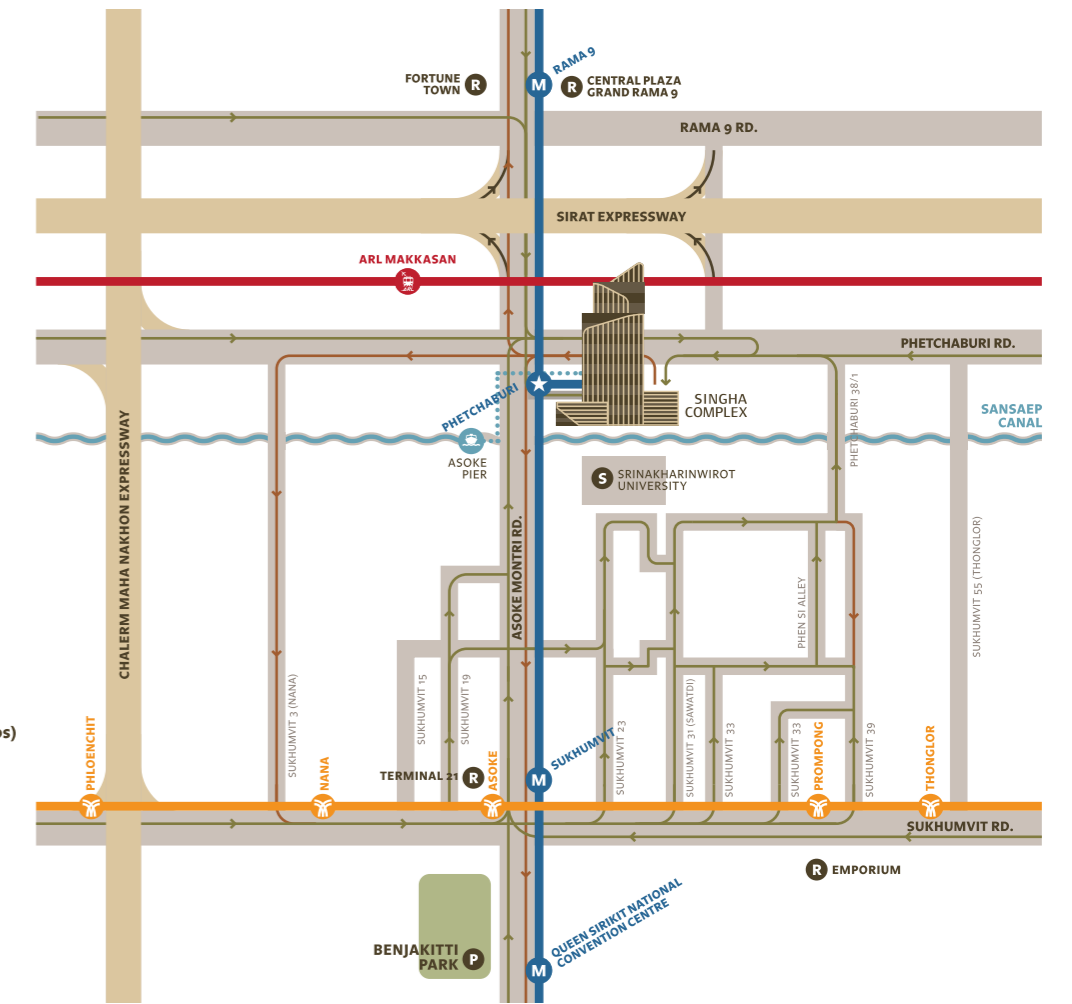 RAMA 9
FORTUNE
TOWN
R
M
R
CENTRAL PLAZA
GRAND RAMA 9
RAMA 9 RD.
SIRAT EXPRESSWAY
ARL MAKKASAN
PHETCHABURI RD.
PHETCHABURI
SINGHA
COMPLEX
PHETCHABURI 38/1
SANSAEP
CANAL
ASOKE
PIER
S
SRINAKHARINWIROT
UNIVERSITY
CHALERM MAHA NAKHON EXPRESSWAY
ASOKE MONTRI RD.
PHEN SI ALLEY
SUKHUMVIT 55 (THONGLOR)
SUKHUMVIT 3 (NANA)
SUKHUMVIT 15
SUKHUMVIT 19
SUKHUMVIT 23
SUKHUMVIT 31 (SAWATDI)
SUKHUMVIT 33
SUKHUMVIT 33
SUKHUMVIT 39
os)
PHLOENCHIT
NANA
TERMINAL 21
R
ASOKE
M
SUKHUMVIT
PROMPONG
THONGLOR
SUKHUMVIT RD.
R
EMPORIUM
BENJAKITTI
PARK
P
M
QUEEN SIRIKIT NATIONAL
CONVENTION CENTRE